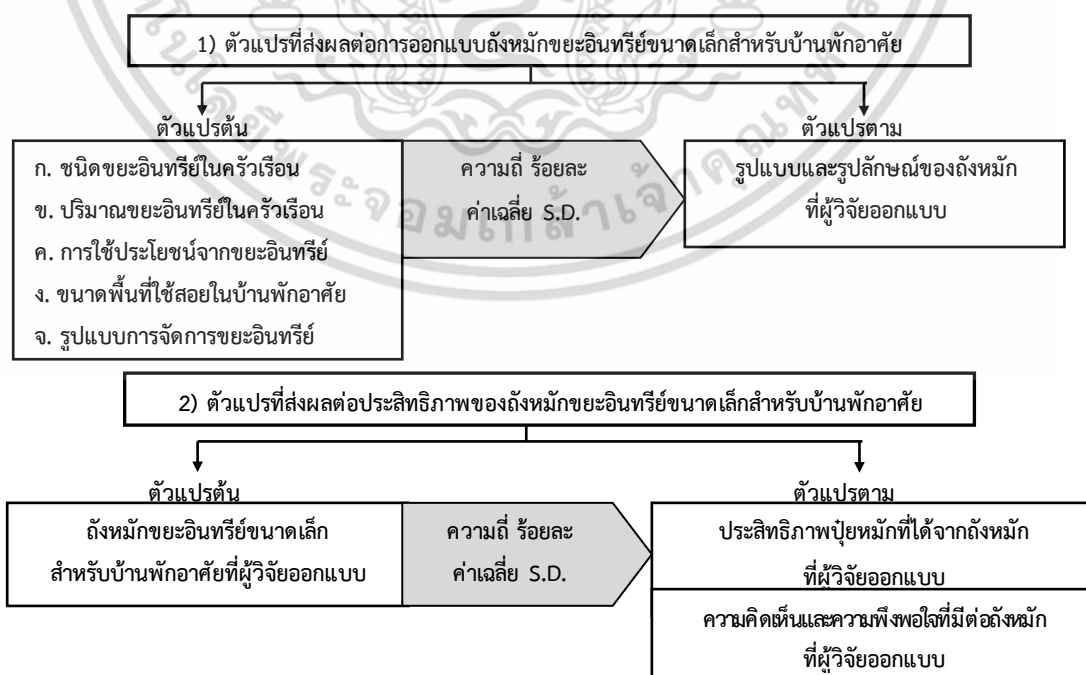 1) ตัวแปรที่ส่งผลต่อการออกแบบถังหมักขยะอินทรีย์ขนาดเล็กสำหรับบ้านพักอาศัย
ตัวแปรต้น
ตัวแปรตาม
ก. ชนิดขยะอินทรีย์ในครัวเรือน
ข. ปริมาณขยะอินทรีย์ในครัวเรือน
ค. การใช้ประโยชน์จากขยะอินทรีย์
ง. ขนาดพื้นที่ใช้สอยในบ้านพักอาศัย
จ. รูปแบบการจัดการขยะอินทรีย์
ความถี่ ร้อยละ
ค่าเฉลี่ย S.D.
รูปแบบและรูปลักษณ์ของถังหมัก
ที่ผู้วิจัยออกแบบ
พระจอมเกล้าเจ้าคุณทหาร
2) ตัวแปรที่ส่งผลต่อประสิทธิภาพของถังหมักขยะอินทรีย์ขนาดเล็กสำหรับบ้านพักอาศัย
ตัวแปรต้น
ตัวแปรตาม
ถังหมักขยะอินทรีย์ขนาดเล็ก
สำหรับบ้านพักอาศัยที่ผู้วิจัยออกแบบ
ความถี่ ร้อยละ
ค่าเฉลี่ย S.D.
ประสิทธิภาพปุ๋ยหมักที่ได้จากถังหมัก
ที่ผู้วิจัยออกแบบ
ความคิดเห็นและความพึงพอใจที่มีต่อถังหมัก
ที่ผู้วิจัยออกแบบ